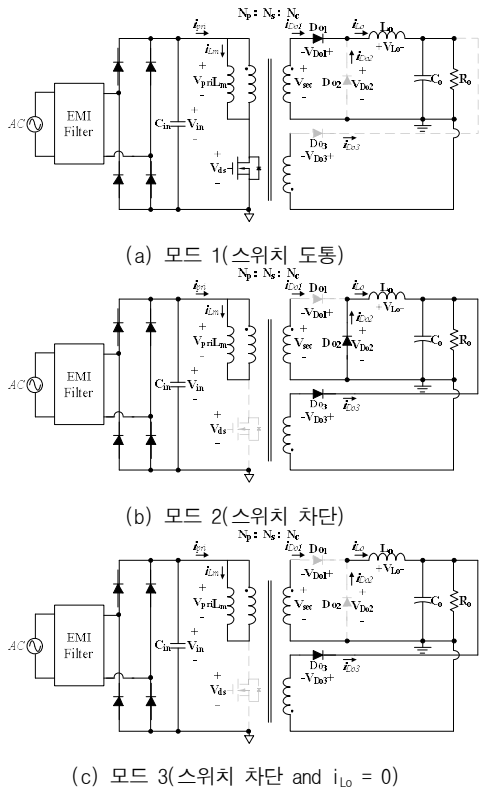 Np : Ns : Nc
ipri Do1 iDo1 iLo Lo
iLm -VDo1+ +VLo-
EMI Filter
AC
Cin + Vin -
+ Vpri - Lm
+ Vsec - Do2 iDo2 + VDo2 -
Co Ro
+ Vds -
Do3
-VDo3+ iDo3
(a) 모드 1(스위치 도통)
Np : Ns : Nc
ipri iDo1 Do1 iLo Lo
iLm -VDo1+ +VLo-
EMI Filter
AC
Cin + Vin -
+ Vpri - Lm
+ Vsec - Do2 iDo2 + VDo2 -
Co Ro
+ Vds -
Do3
-VDo3+ iDo3
(b) 모드 2(스위치 차단)
Np : Ns : Nc
ipri iDo1 Do1 iLo Lo
iLm -VDo1+ +VLo-
EMI Filter
AC
Cin + Vin -
+ Vpri - Lm
+ Vsec - Do2 iDo2 + VDo2 -
Co Ro
+ Vds -
Do3
-VDo3+ iDo3
(c) 모드 3(스위치 차단 and iLo = 0)